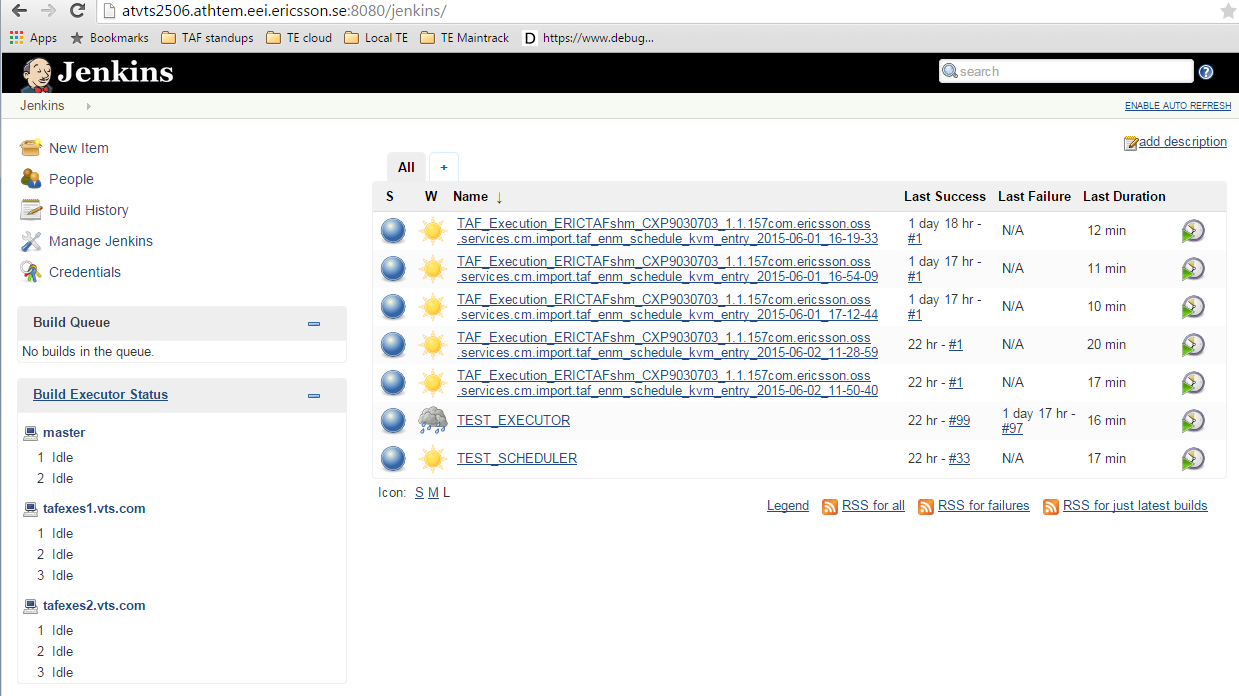 atvts2506.athtem.eei.ericsson.se:8080/jenkins/
Apps Bookmarks TAF standups TE cloud Local TE TE Maintrack D https://www.debug...
Jenkins search ?
Jenkins ENABLE AUTO REFRESH
add description
New Item
People
Build History
Manage Jenkins
Credentials
Build Queue
No builds in the queue.
Build Executor Status
master
1 Idle
2 Idle
tafexes1.vts.com
1 Idle
2 Idle
3 Idle
tafexes2.vts.com
1 Idle
2 Idle
3 Idle
All +
S W Name ↓ Last Success Last Failure Last Duration
TAF_Execution_ERICTAFshm_CXP9030703_1.1.157com.ericsson.oss 1 day 18 hr - N/A 12 min
.services.cm.import.taf_enm_schedule_kvm_entry_2015-06-01_16-19-33 #1
TAF_Execution_ERICTAFshm_CXP9030703_1.1.157com.ericsson.oss 1 day 17 hr - N/A 11 min
.services.cm.import.taf_enm_schedule_kvm_entry_2015-06-01_16-54-09 #1
TAF_Execution_ERICTAFshm_CXP9030703_1.1.157com.ericsson.oss 1 day 17 hr - N/A 10 min
.services.cm.import.taf_enm_schedule_kvm_entry_2015-06-01_17-12-44 #1
TAF_Execution_ERICTAFshm_CXP9030703_1.1.157com.ericsson.oss
.services.cm.import.taf_enm_schedule_kvm_entry_2015-06-02_11-28-59 22 hr - #1 N/A 20 min
TAF_Execution_ERICTAFshm_CXP9030703_1.1.157com.ericsson.oss
.services.cm.import.taf_enm_schedule_kvm_entry_2015-06-02_11-50-40 22 hr - #1 N/A 17 min
TEST_EXECUTOR 22 hr - #99 1 day 17 hr - #97 16 min
TEST_SCHEDULER 22 hr - #33 N/A 17 min
Icon: S M L
Legend RSS for all RSS for failures RSS for just latest builds